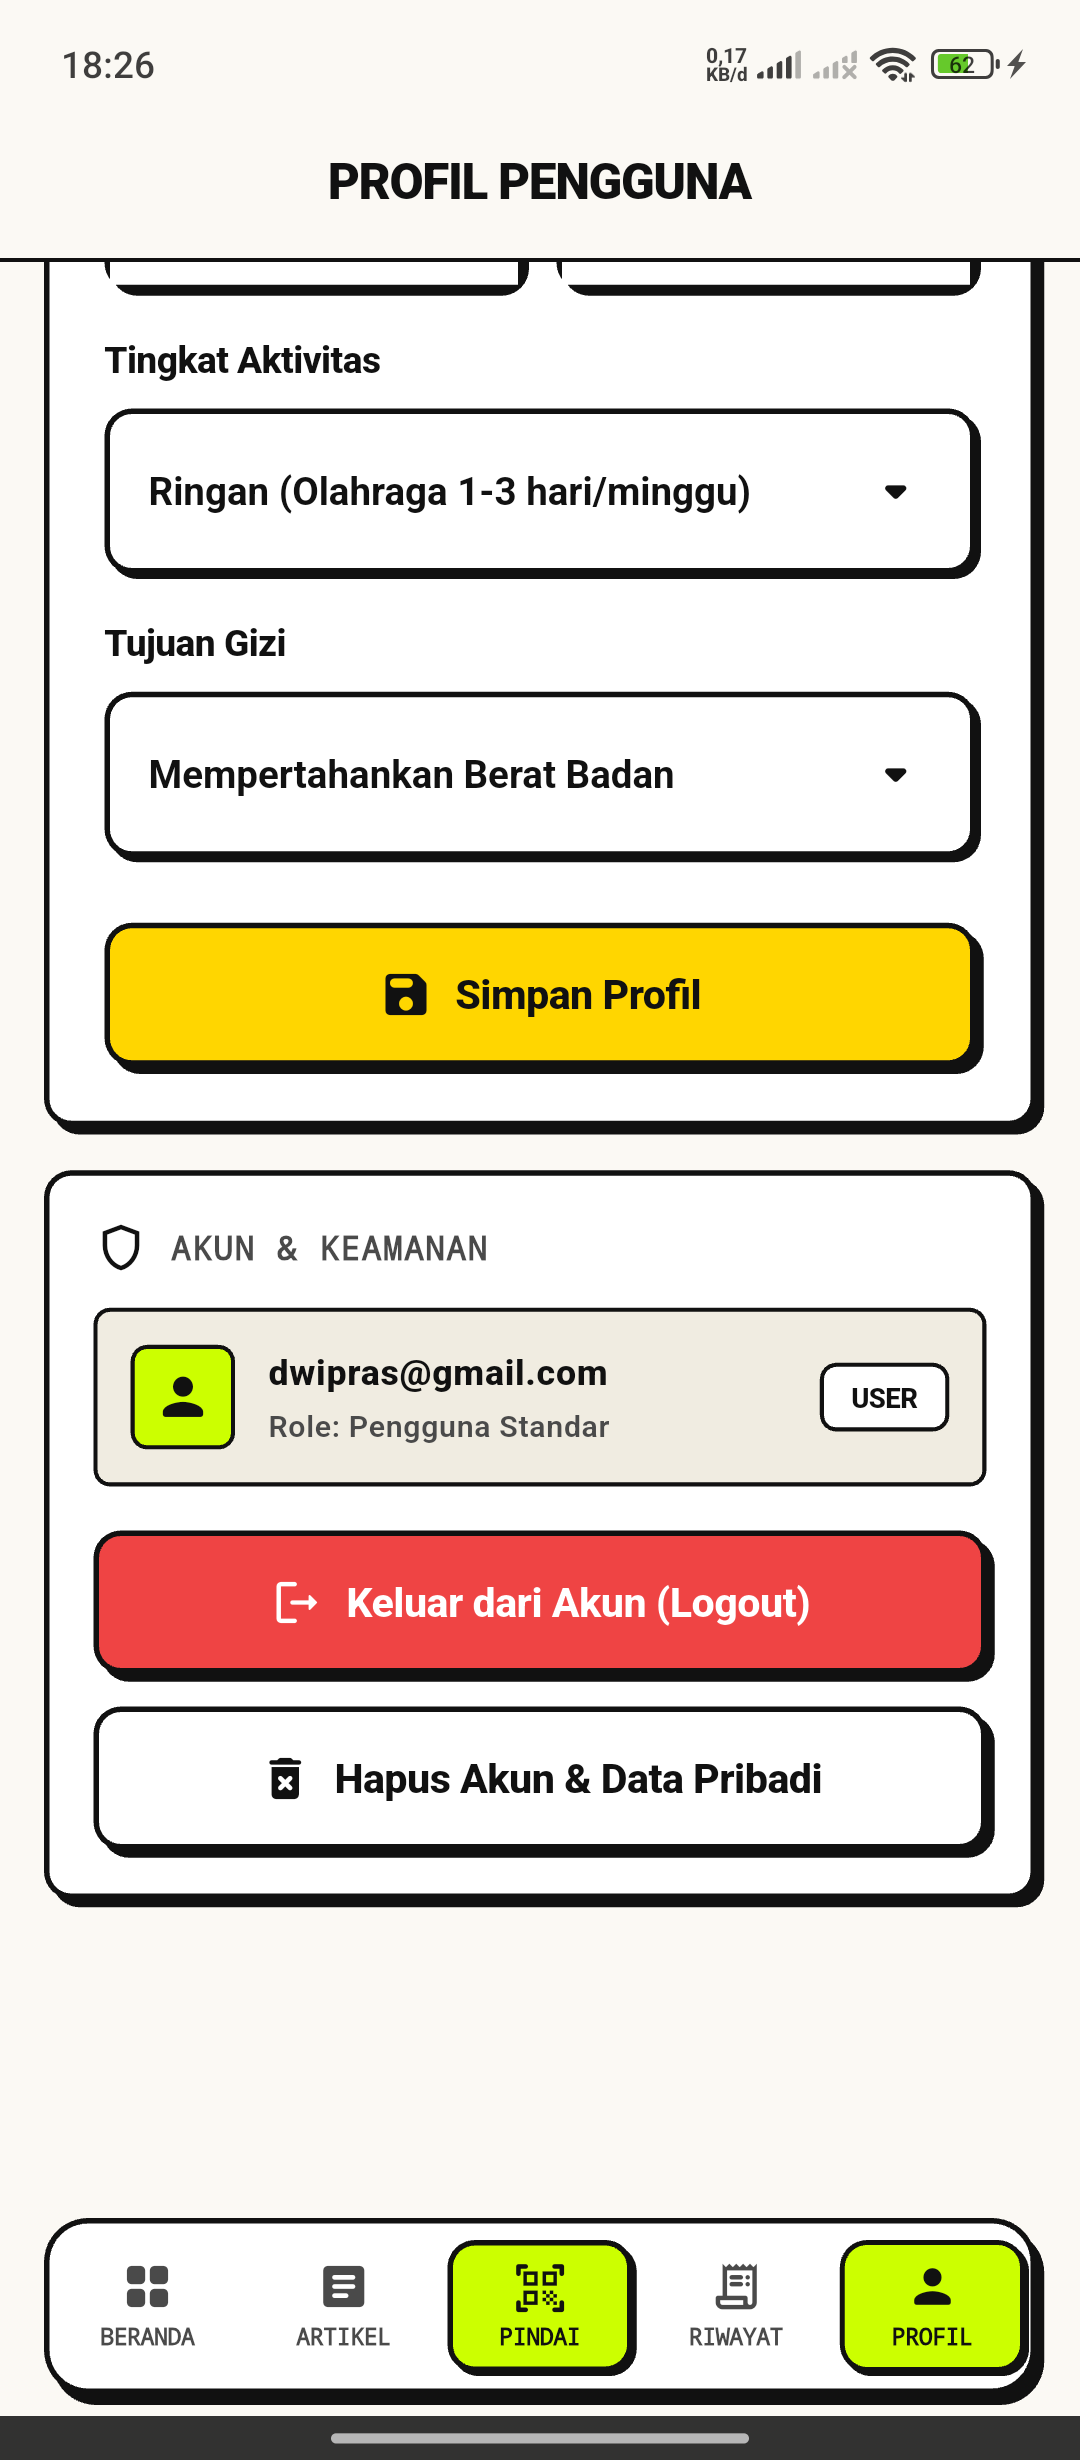 18:26
0,17
KB/d
62
PROFIL PENGGUNA
Tingkat Aktivitas
Ringan (Olahraga 1-3 hari/minggu)
Tujuan Gizi
Mempertahankan Berat Badan
Simpan Profil
AKUN & KEAMANAN
dwipras@gmail.com
Role: Pengguna Standar
USER
Keluar dari Akun (Logout)
Hapus Akun & Data Pribadi
BERANDA
ARTIKEL
PINDAI
RIWAYAT
PROFIL